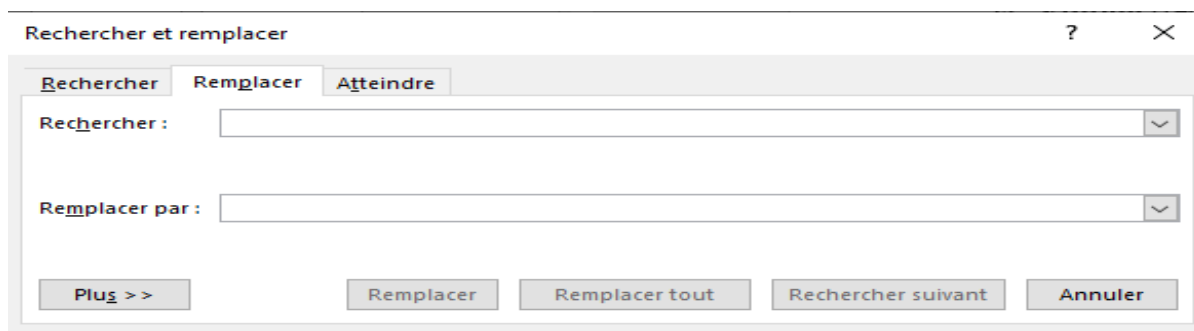 Rechercher et remplacer ?
Rechercher Remplacer Atteindre
Rechercher :
Remplacer par :
Plus >> Remplacer Remplacer tout Rechercher suivant Annuler